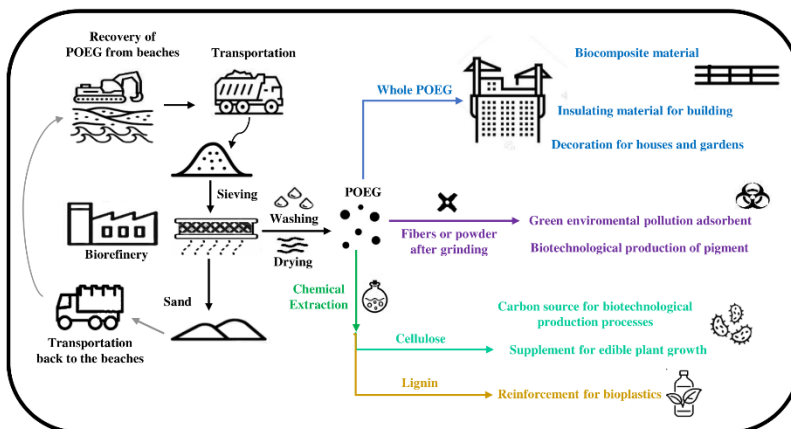 Recovery of
POEG from beaches
Transportation
Sieving
Biorefinery
Washing
Drying
Sand
Transportation
back to the beaches
POEG
Whole POEG
Biocomposite material
Insulating material for building
Decoration for houses and gardens
Fibers or powder
after grinding
Green enviromental pollution adsorbent
Biotechnological production of pigment
Chemical
Extraction
Cellulose
Carbon source for biotechnological
production processes
Supplement for edible plant growth
Lignin
Reinforcement for bioplastics